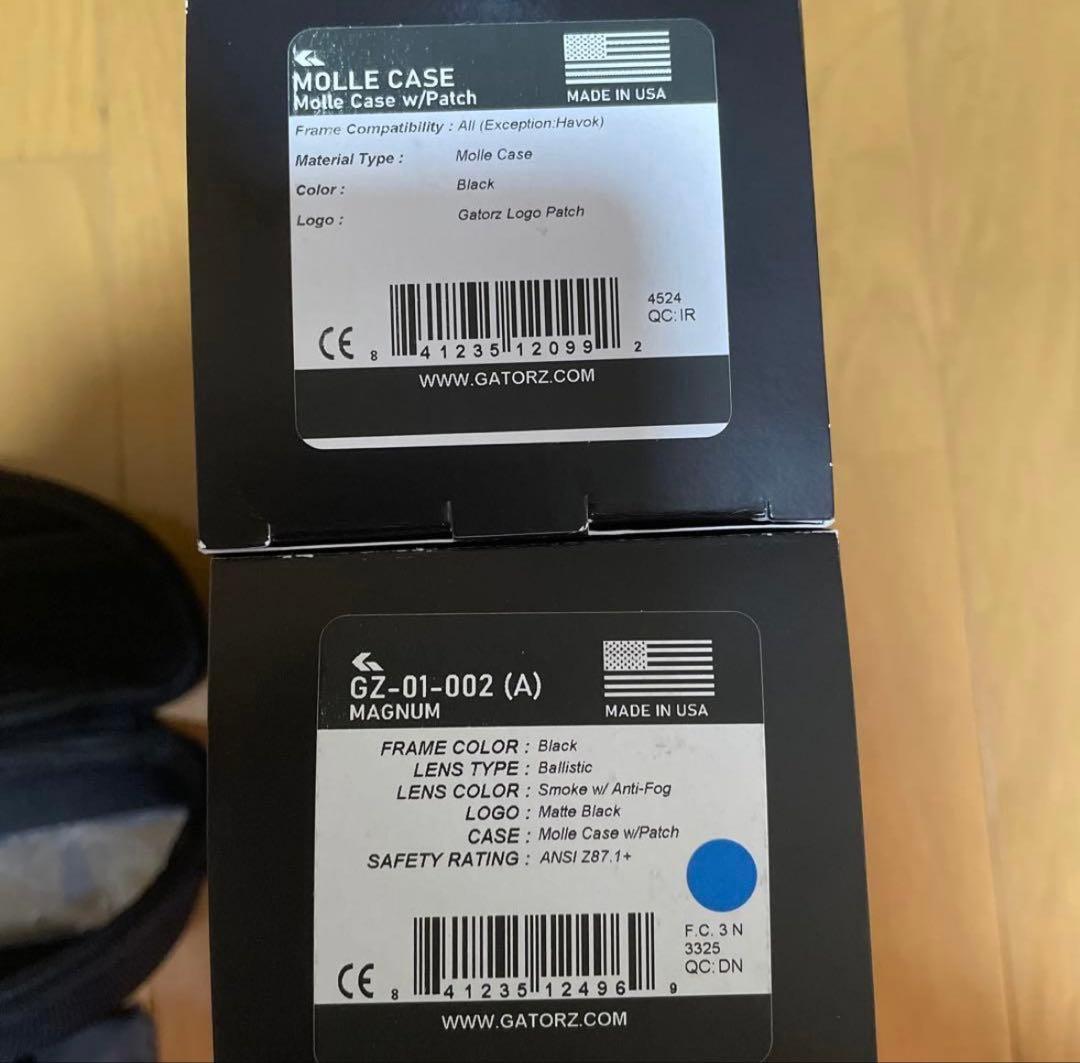 MOLLE CASE
Molle Case w/Patch
MADE IN USA
Frame Compatibility : All (Exception:Havok)
Material Type : Molle Case
Color : Black
Logo : Gatorz Logo Patch
4524
QC: IR
CE 8 41235 12099 2
WWW.GATORZ.COM
GZ-01-002 (A)
MAGNUM
MADE IN USA
FRAME COLOR : Black
LENS TYPE : Ballistic
LENS COLOR : Smoke w/ Anti-Fog
LOGO : Matte Black
CASE : Molle Case w/Patch
SAFETY RATING : ANSI Z87.1+
F.C. 3 N
3325
QC: DN
CE 8 41235 12496 9
WWW.GATORZ.COM